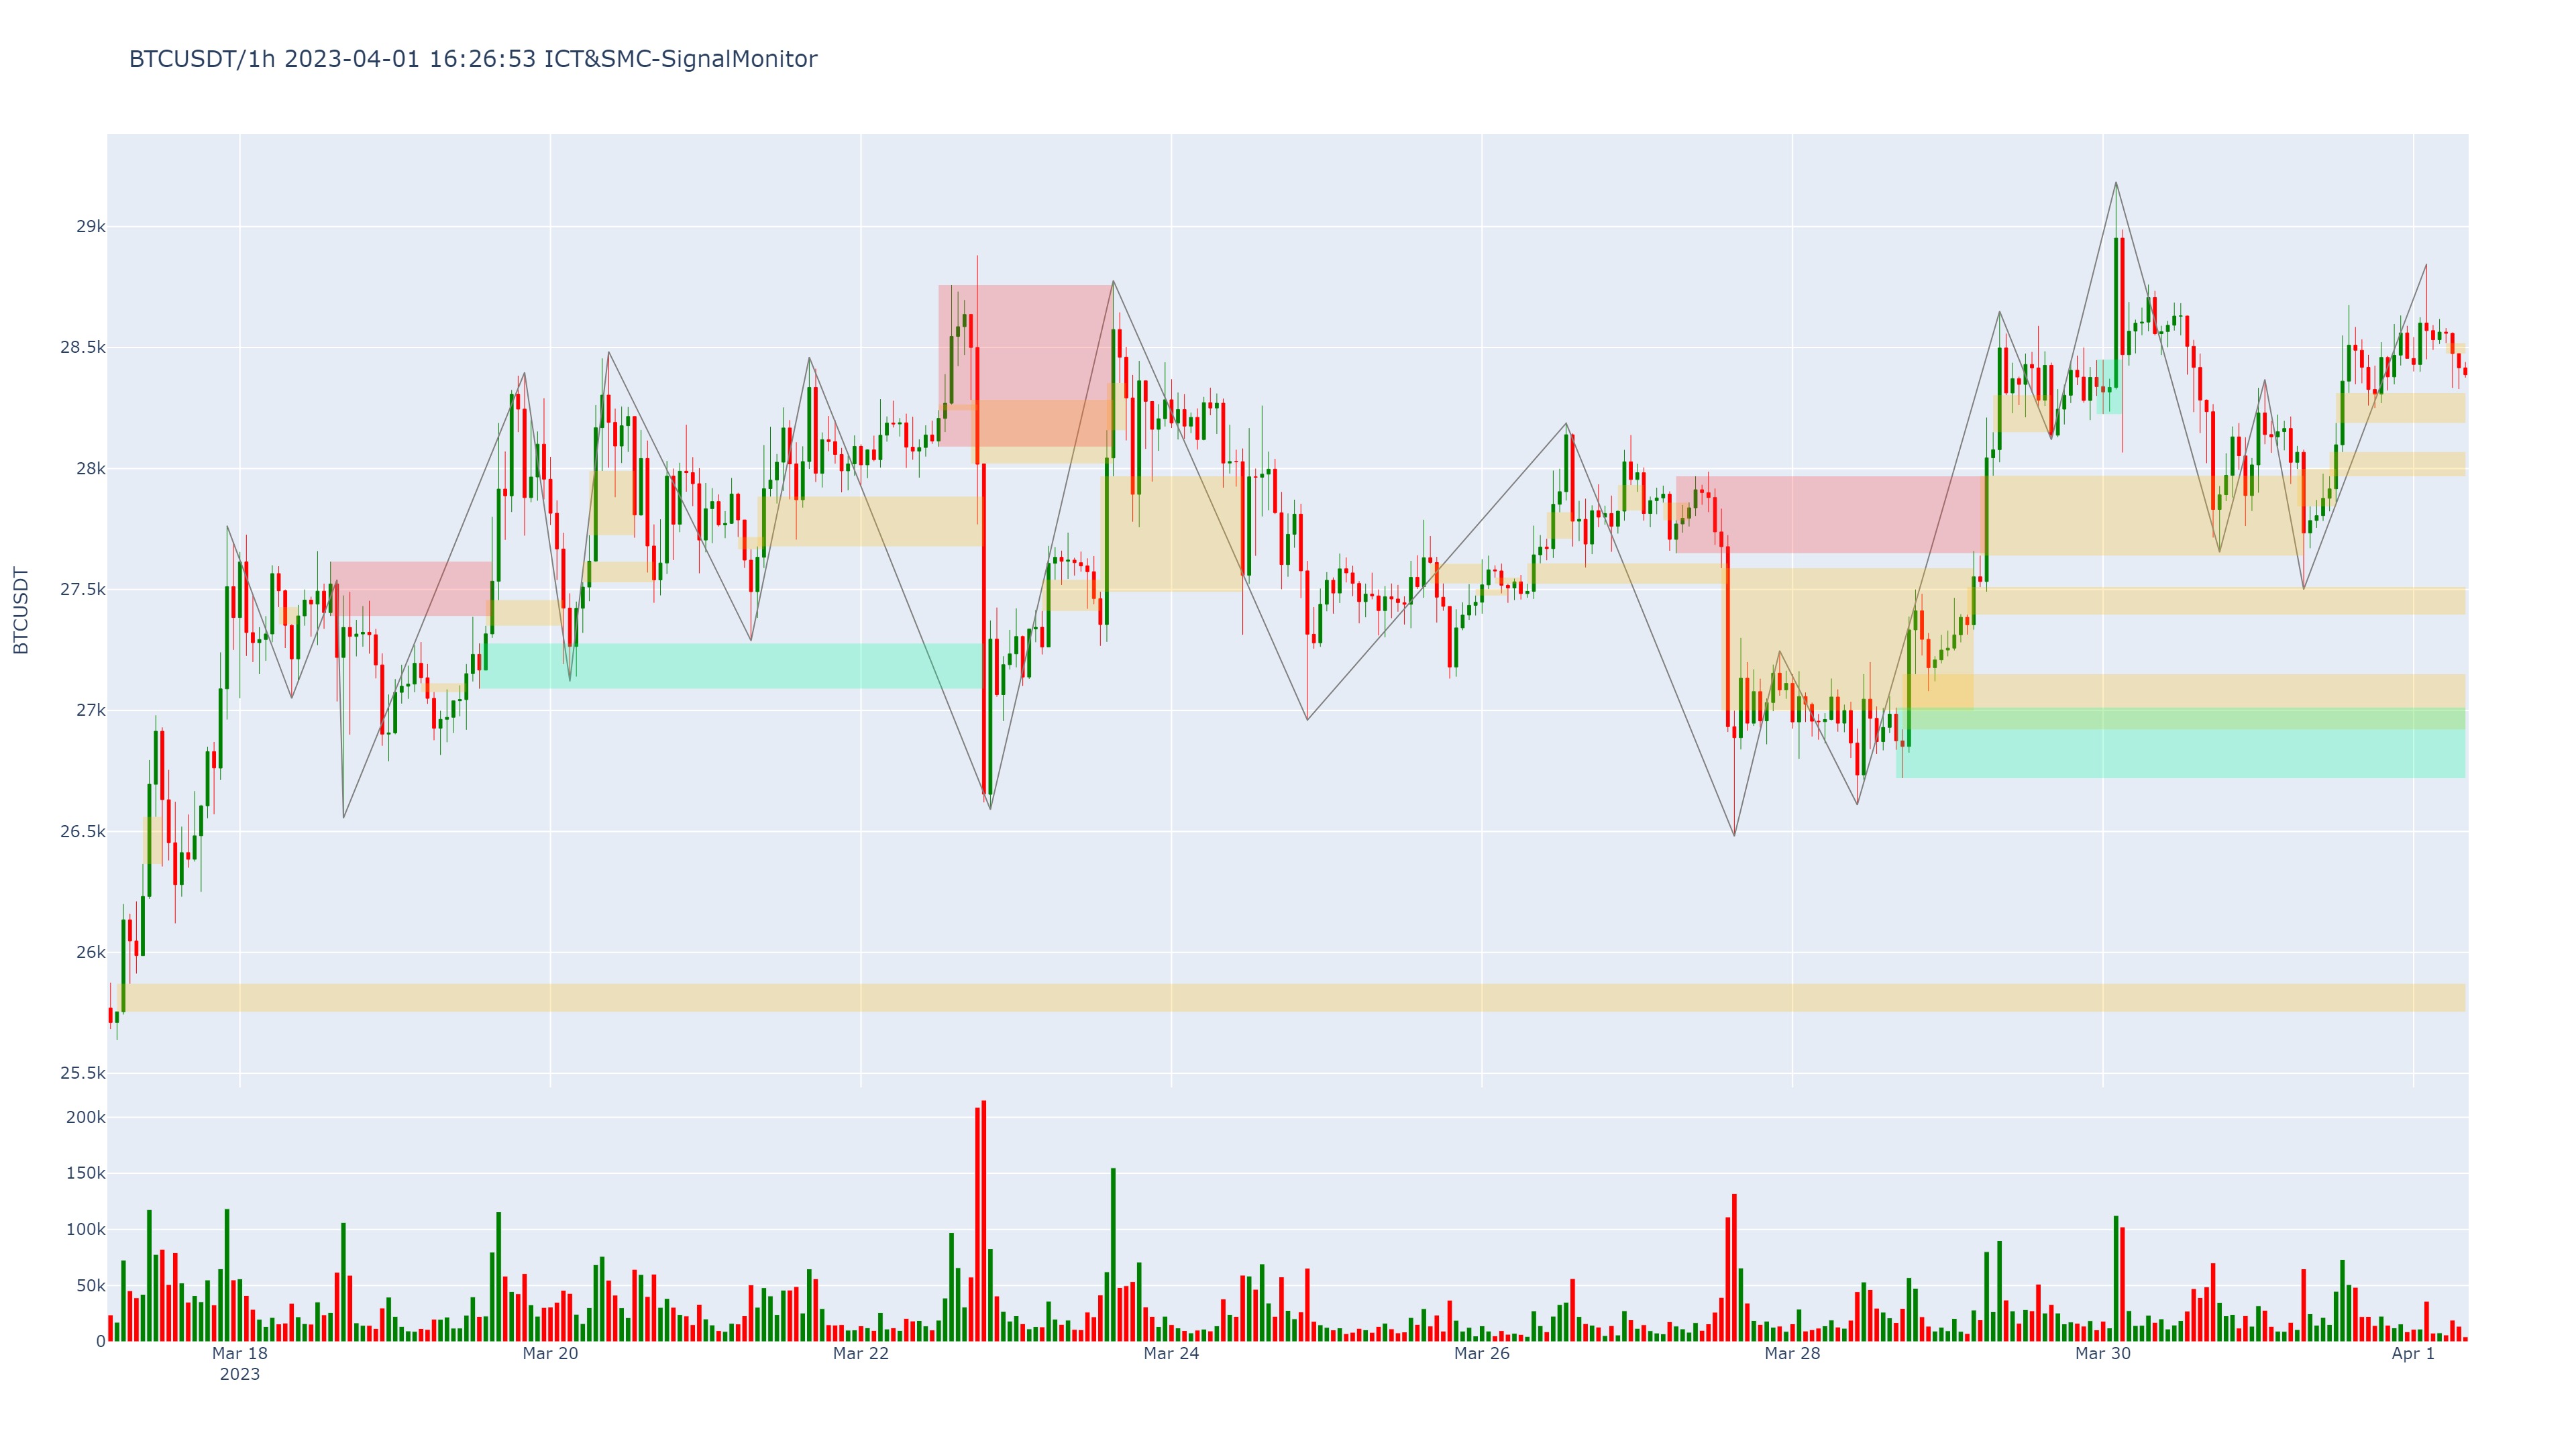 BTCUSDT/1h 2023-04-01 16:26:53 ICT&SMC-SignalMonitor
BTCUSDT
29k
28.5k
28k
27.5k
27k
26.5k
26k
25.5k
200k
150k
100k
50k
0
Mar 18 Mar 20 Mar 22 Mar 24 Mar 26 Mar 28 Mar 30 Apr 1
2023